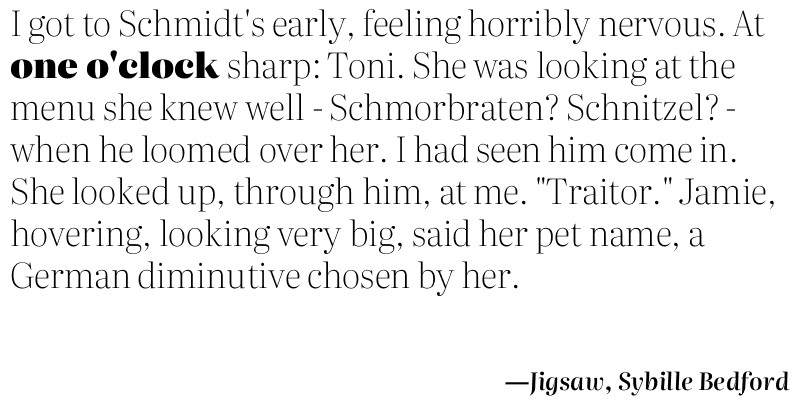 I got to Schmidt's early, feeling horribly nervous. At
one o'clock sharp: Toni. She was looking at the
menu she knew well - Schmorbraten? Schnitzel? -
when he loomed over her. I had seen him come in.
She looked up, through him, at me. "Traitor." Jamie,
hovering, looking very big, said her pet name, a
German diminutive chosen by her.
—Jigsaw, Sybille Bedford